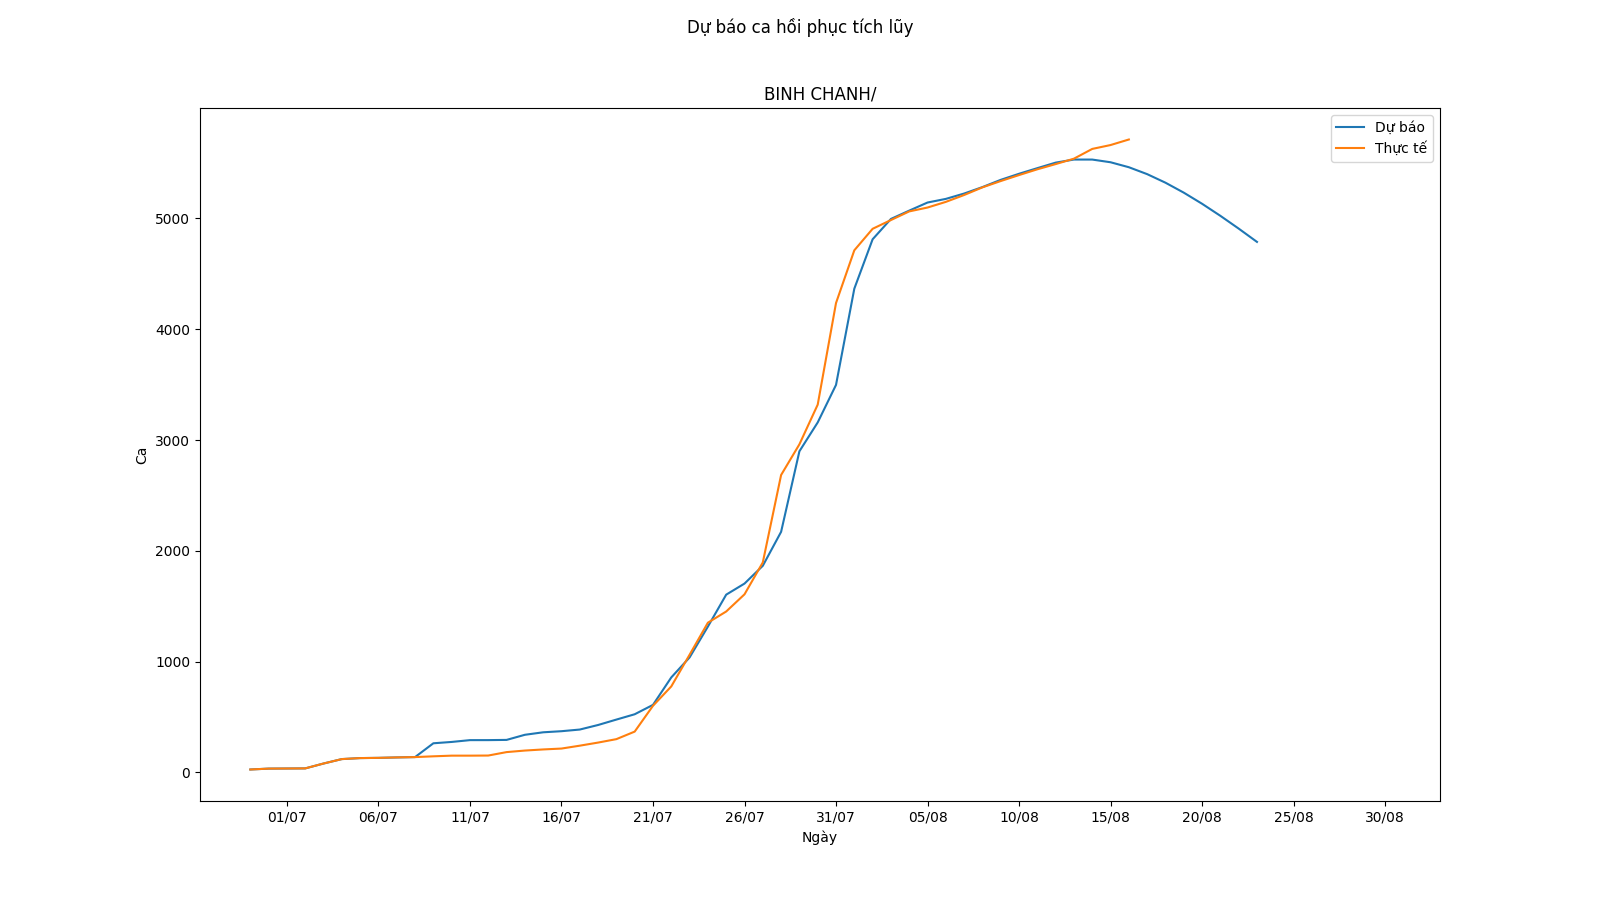 Dự báo ca hồi phục tích lũy
BINH CHANH/
Dự báo
Thực tế
5000
4000
3000
2000
1000
0
Ca
01/07 06/07 11/07 16/07 21/07 26/07 31/07 05/08 10/08 15/08 20/08 25/08 30/08
Ngày